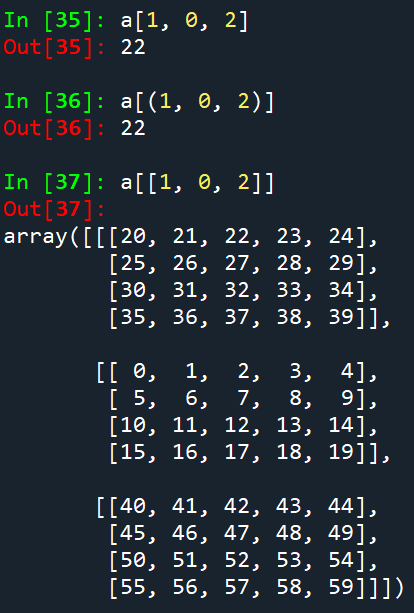 In [35]: a[1, 0, 2]
Out[35]: 22
In [36]: a[(1, 0, 2)]
Out[36]: 22
In [37]: a[[1, 0, 2]]
Out[37]:
array([[[20, 21, 22, 23, 24],
        [25, 26, 27, 28, 29],
        [30, 31, 32, 33, 34],
        [35, 36, 37, 38, 39]],
       [[ 0,  1,  2,  3,  4],
        [ 5,  6,  7,  8,  9],
        [10, 11, 12, 13, 14],
        [15, 16, 17, 18, 19]],
       [[40, 41, 42, 43, 44],
        [45, 46, 47, 48, 49],
        [50, 51, 52, 53, 54],
        [55, 56, 57, 58, 59]]])